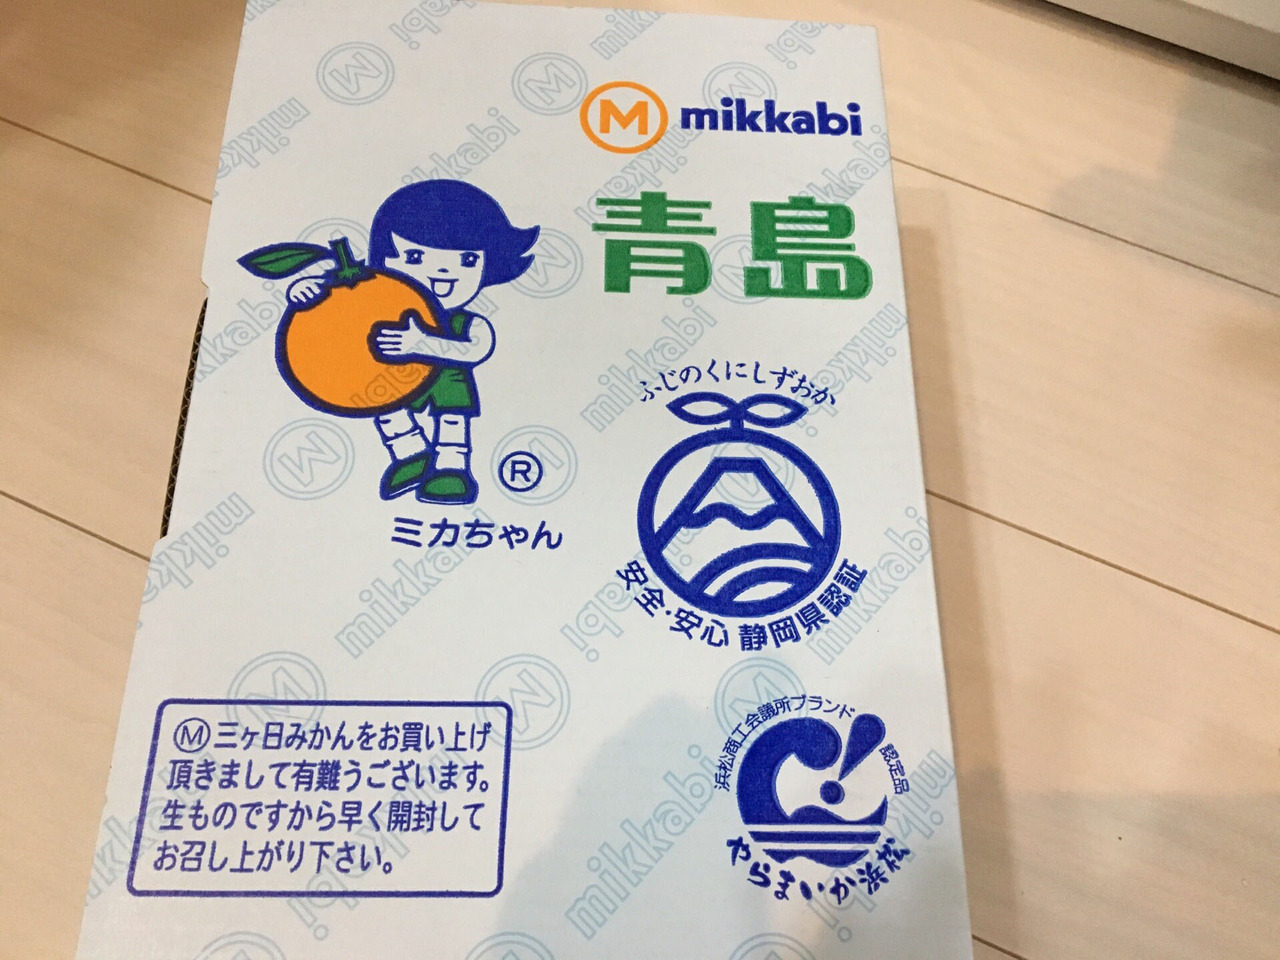 M mikkabi
青島
®
ミカちゃん
ふじのくにしずおか
安全・安心 静岡県認証
Ⓜ三ヶ日みかんをお買い上げ
頂きまして有難うございます。
生ものですから早く開封して
お召し上がり下さい。
浜松商工会議所ブランド
認定品
やらまいか浜松